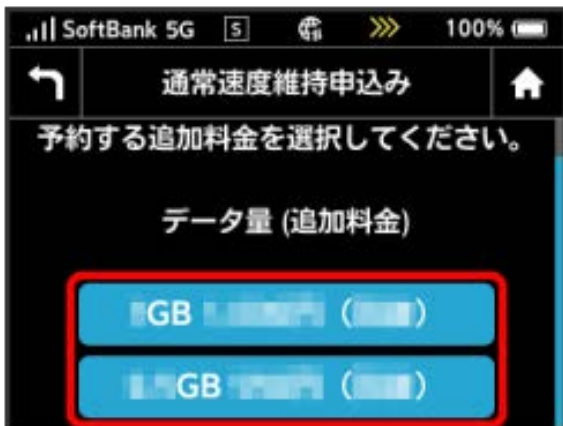 SoftBank 5G S 100%
通常速度維持申込み
予約する追加料金を選択してください。
データ量 (追加料金)
GB ( )
GB ( )